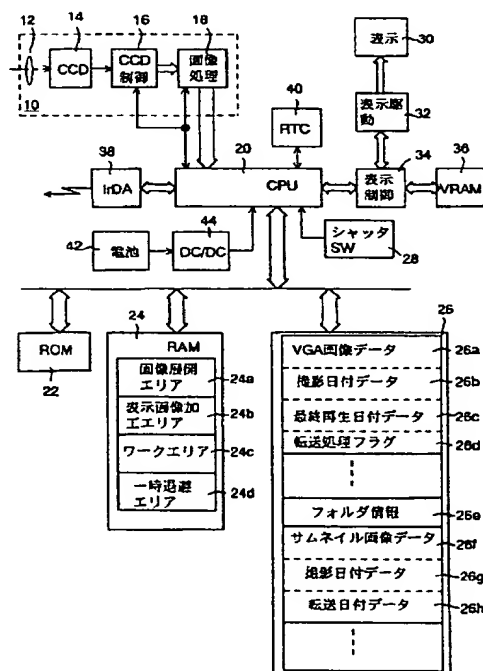 12
14
16
18
CCD
CCD
制御
画像
処理
10
表示
30
表示駆
動
32
40
RTC
38
IrDA
20
CPU
34
表示
制御
36
VRAM
42
電池
44
DC/DC
シャッタ
SW
28
ROM
22
24
RAM
画像展開
エリア
24a
表示画像加
工エリア
24b
ワークエリア
24c
一時退避
エリア
24d
26
VGA画像データ
26a
撮影日付データ
26b
最終再生日付データ
26c
転送処理フラグ
26d
フォルダ情報
26e
サムネイル画像データ
26f
撮影日付データ
26g
転送日付データ
26h